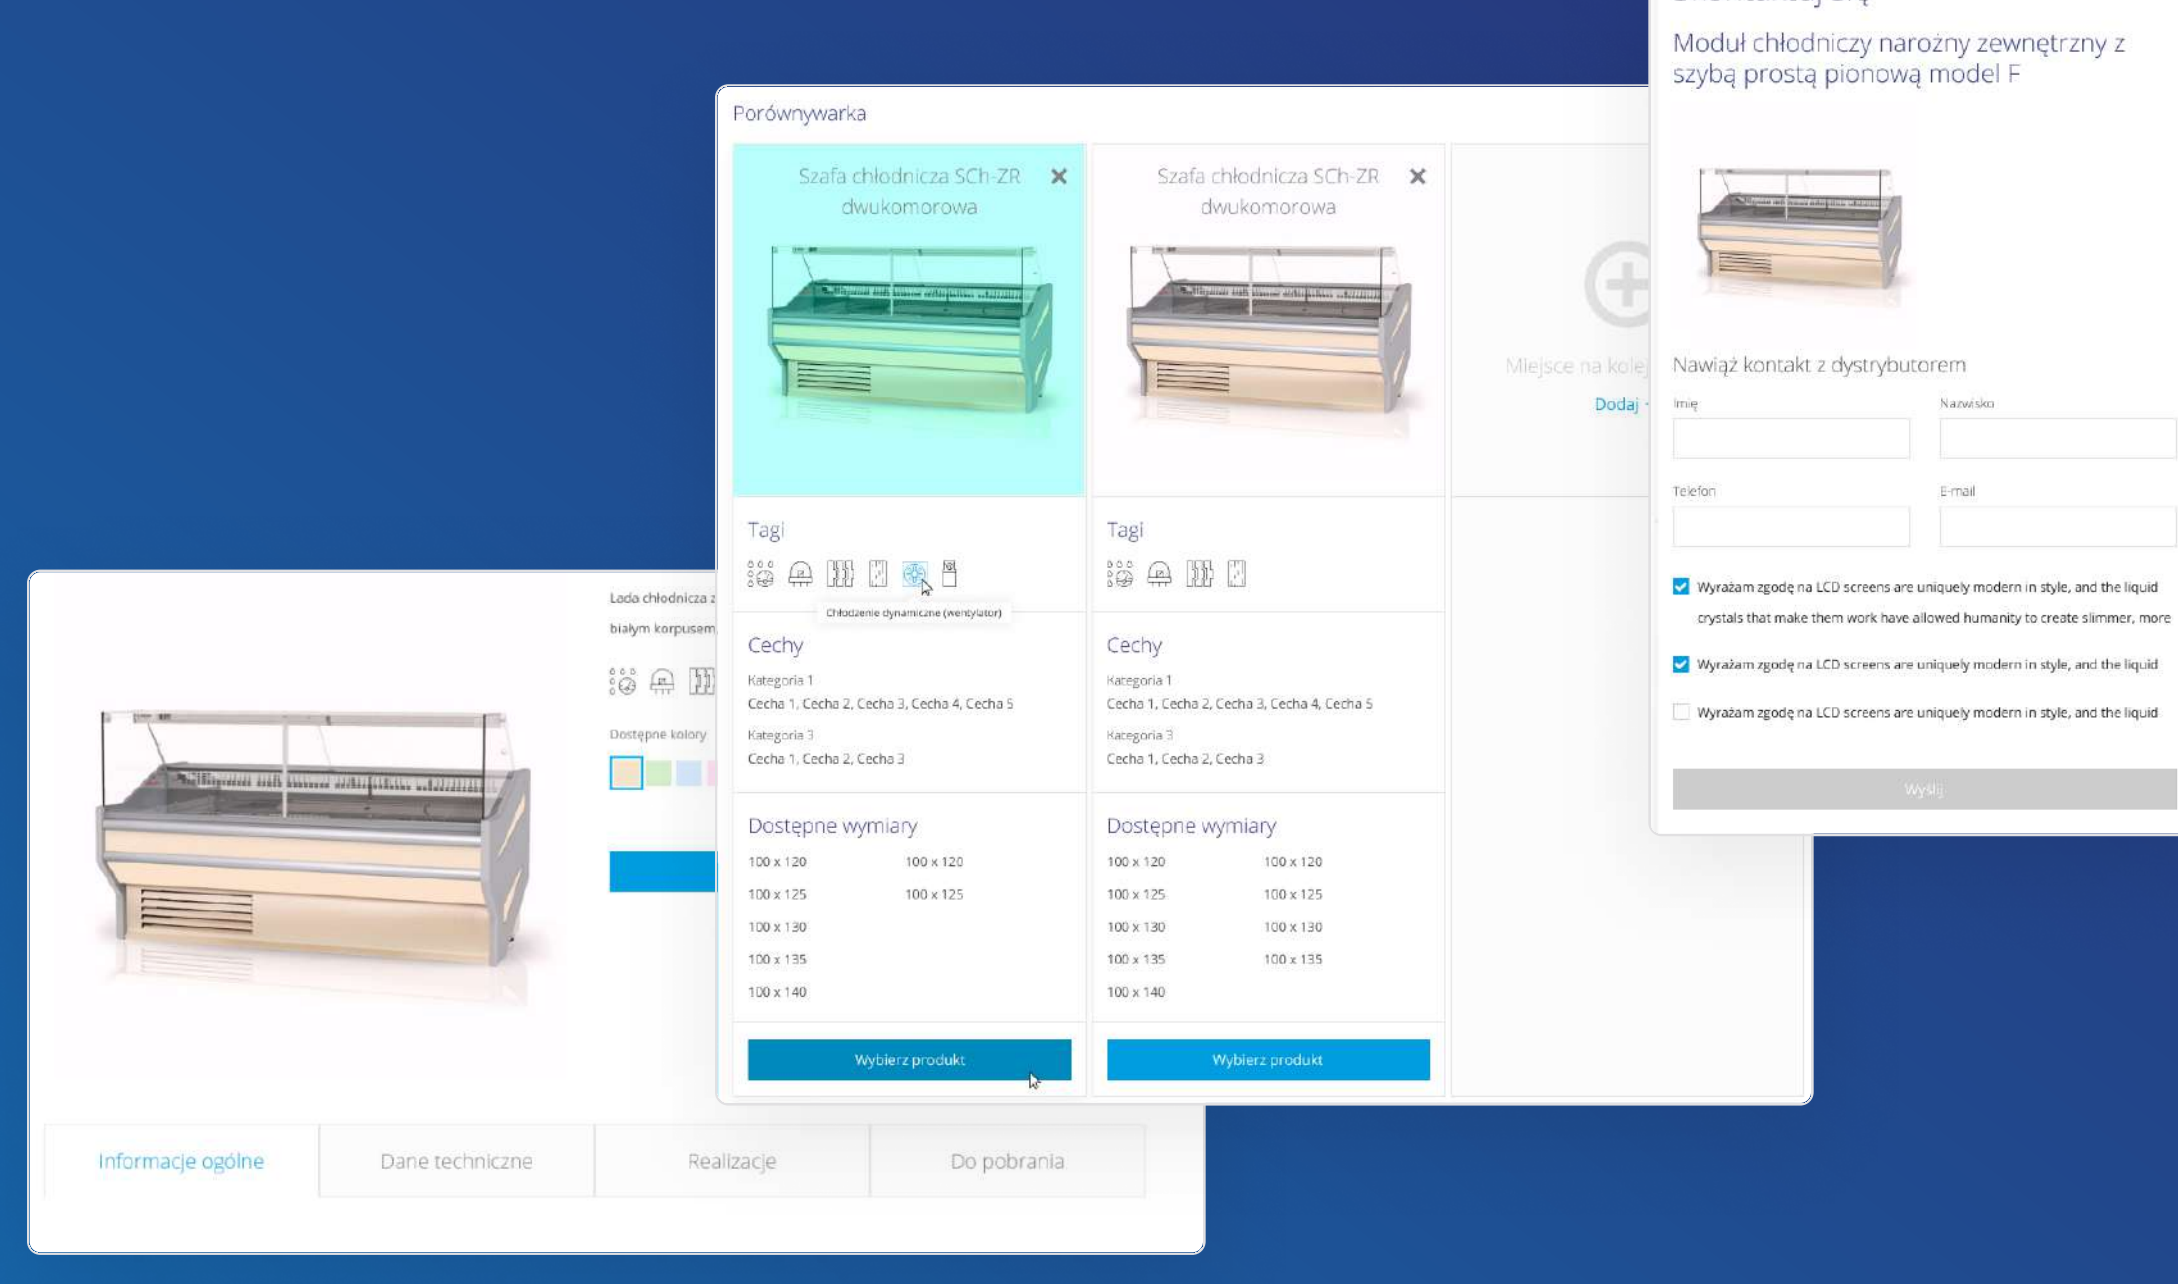 Moduł chłodniczy narożny zewnętrzny z
szybą prostą pionową model F
Nawiąż kontakt z dystrybutorem
Imię
Nazwisko
Telefon
E-mail
Wyrażam zgodę na LCD screens are uniquely modern in style, and the liquid
crystals that make them work have allowed humanity to create slimmer, more
Wyrażam zgodę na LCD screens are uniquely modern in style, and the liquid
Wyrażam zgodę na LCD screens are uniquely modern in style, and the liquid
Wyślij
Porównywarka
Szafa chłodnicza SCh-ZR
dwukomorowa
Tagi
Chłodzenie dynamiczne (wentylator)
Cechy
Kategoria 1
Cecha 1, Cecha 2, Cecha 3, Cecha 4, Cecha 5
Kategoria 3
Cecha 1, Cecha 2, Cecha 3
Dostępne wymiary
100 x 120 100 x 120
100 x 125 100 x 125
100 x 130
100 x 135
100 x 140
Wybierz produkt
Szafa chłodnicza SCh-ZR
dwukomorowa
Tagi
Cechy
Kategoria 1
Cecha 1, Cecha 2, Cecha 3, Cecha 4, Cecha 5
Kategoria 3
Cecha 1, Cecha 2, Cecha 3
Dostępne wymiary
100 x 120 100 x 120
100 x 125 100 x 125
100 x 130 100 x 130
100 x 135 100 x 135
100 x 140
Wybierz produkt
Miejsce na
Dodaj
Lada chłodnicza
białym korpusem
Dostępne kolory
Informacje ogólne
Dane techniczne
Realizacje
Do pobrania